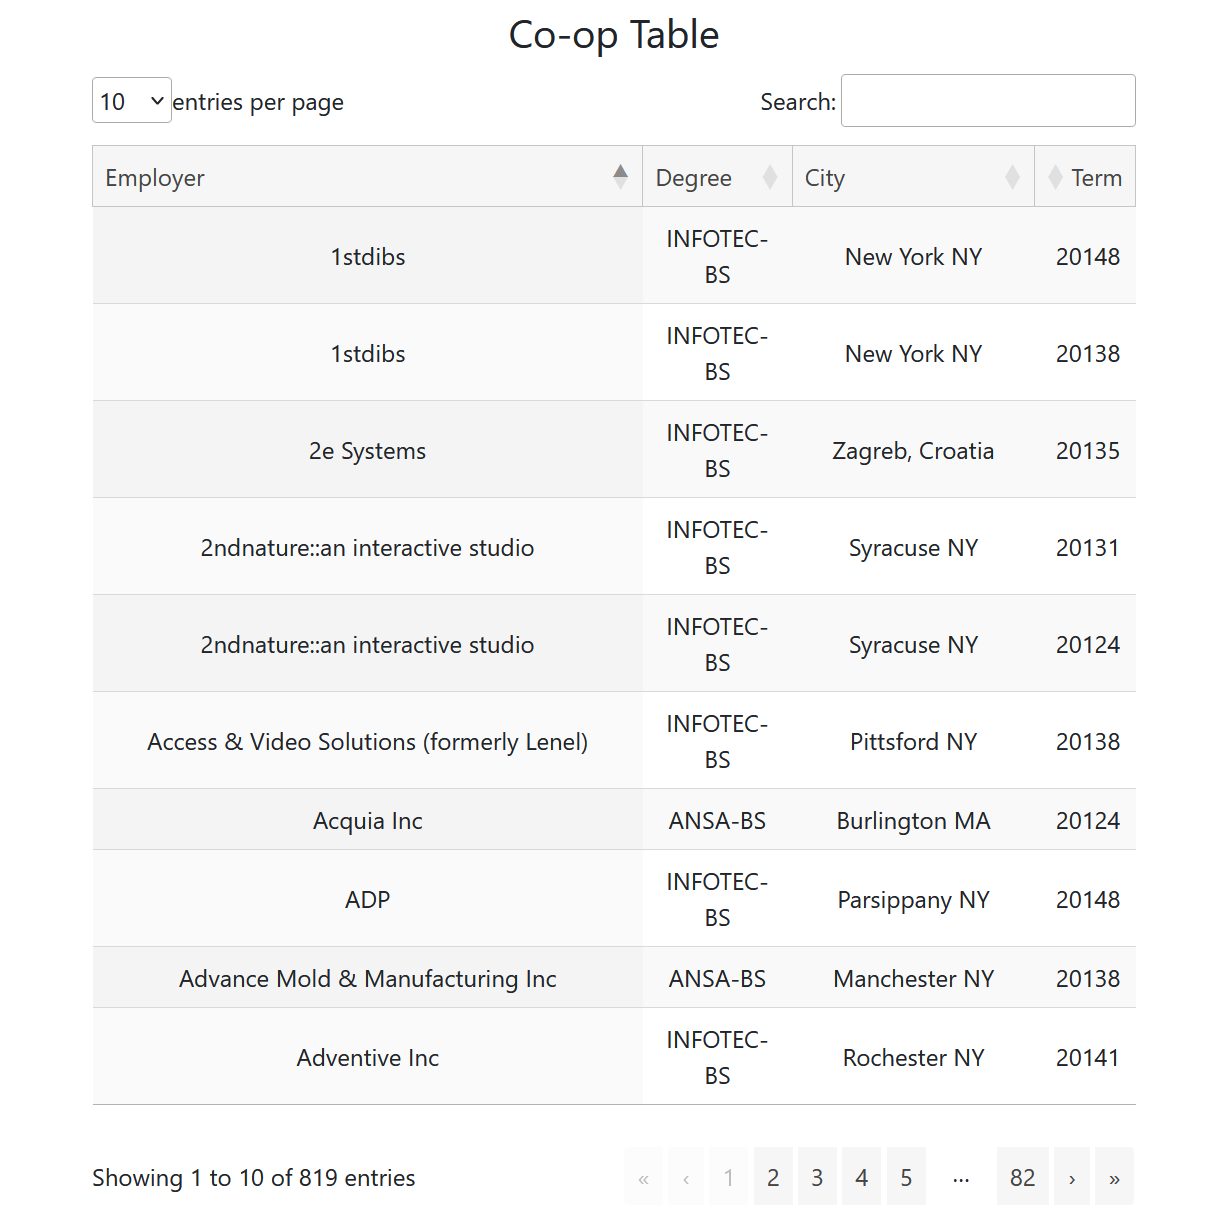 Co-op Table
10 entries per page Search:
Employer Degree City Term
1stdibs INFOTEC-BS New York NY 20148
1stdibs INFOTEC-BS New York NY 20138
2e Systems INFOTEC-BS Zagreb, Croatia 20135
2ndnature::an interactive studio INFOTEC-BS Syracuse NY 20131
2ndnature::an interactive studio INFOTEC-BS Syracuse NY 20124
Access & Video Solutions (formerly Lenel) INFOTEC-BS Pittsford NY 20138
Acquia Inc ANSA-BS Burlington MA 20124
ADP INFOTEC-BS Parsippany NY 20148
Advance Mold & Manufacturing Inc ANSA-BS Manchester NY 20138
Adventive Inc INFOTEC-BS Rochester NY 20141
Showing 1 to 10 of 819 entries « ‹ 1 2 3 4 5 … 82 › »